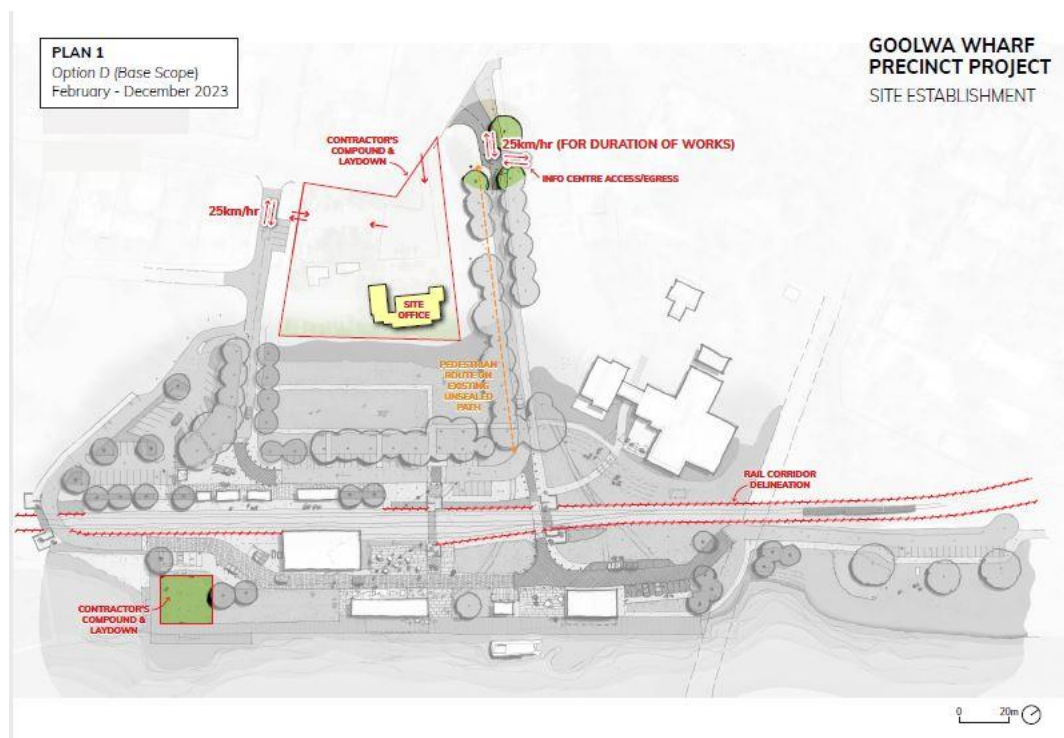 PLAN 1
Option D (Base Scope)
February - December 2023
GOOLWA WHARF
PRECINCT PROJECT
SITE ESTABLISHMENT
CONTRACTOR'S
COMPOUND &
LAYDOWN
25km/hr (FOR DURATION OF WORKS)
INFO CENTRE ACCESS/EGRESS
25km/hr
SITE
OFFICE
PEDESTRIAN
ROUTE ON
EXISTING
UNSEALED
PATH
RAIL CORRIDOR
DELINEATION
CONTRACTOR'S
COMPOUND &
LAYDOWN
0 20m